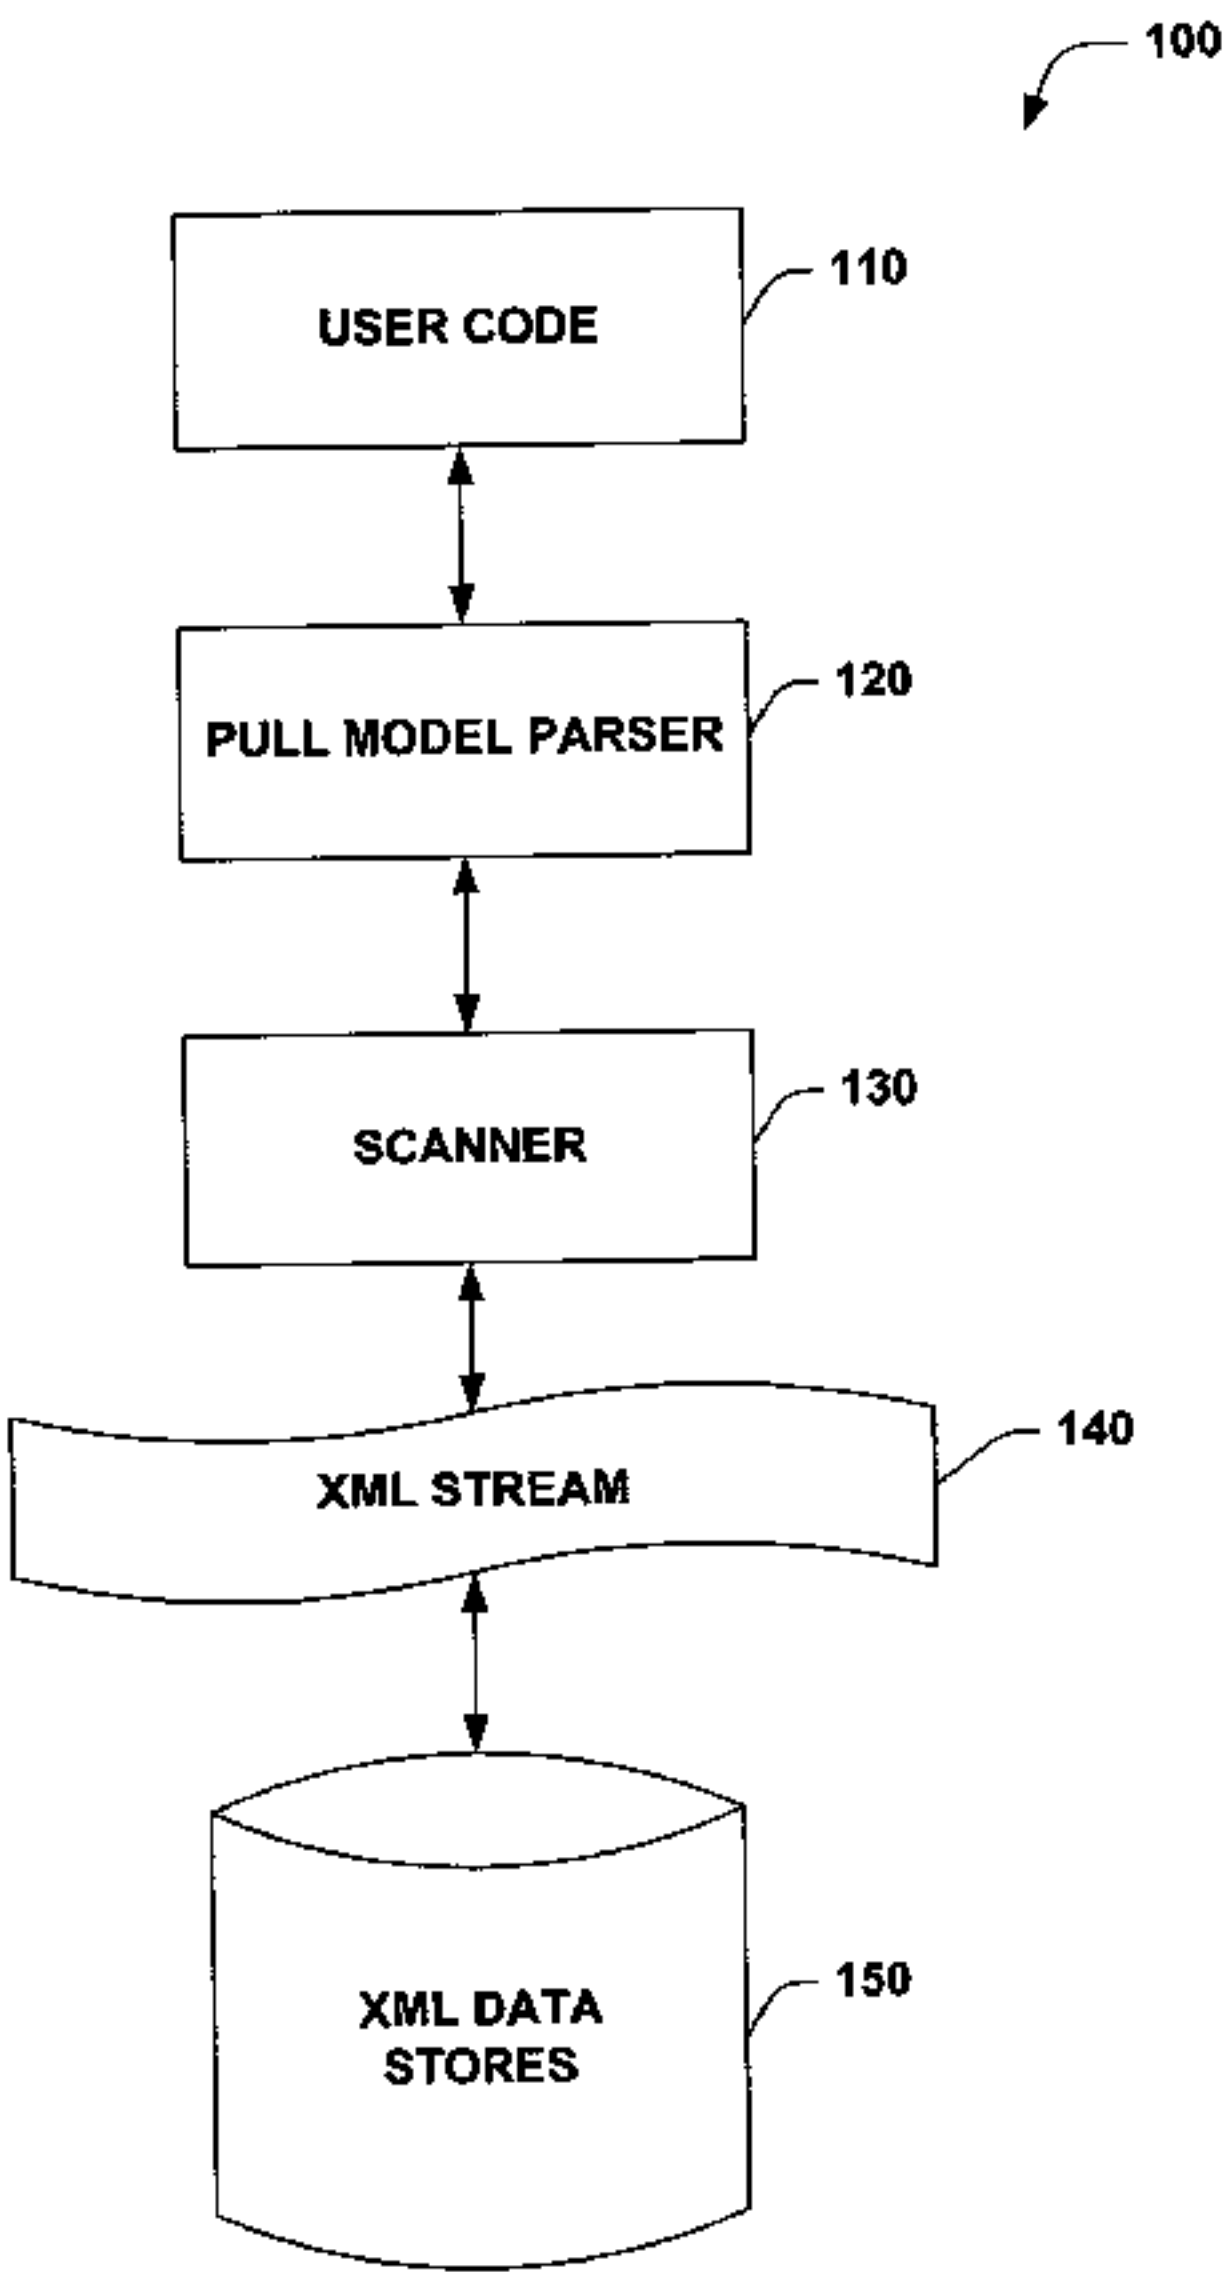 100
USER CODE
110
PULL MODEL PARSER
120
SCANNER
130
XML STREAM
140
XML DATA
STORES
150